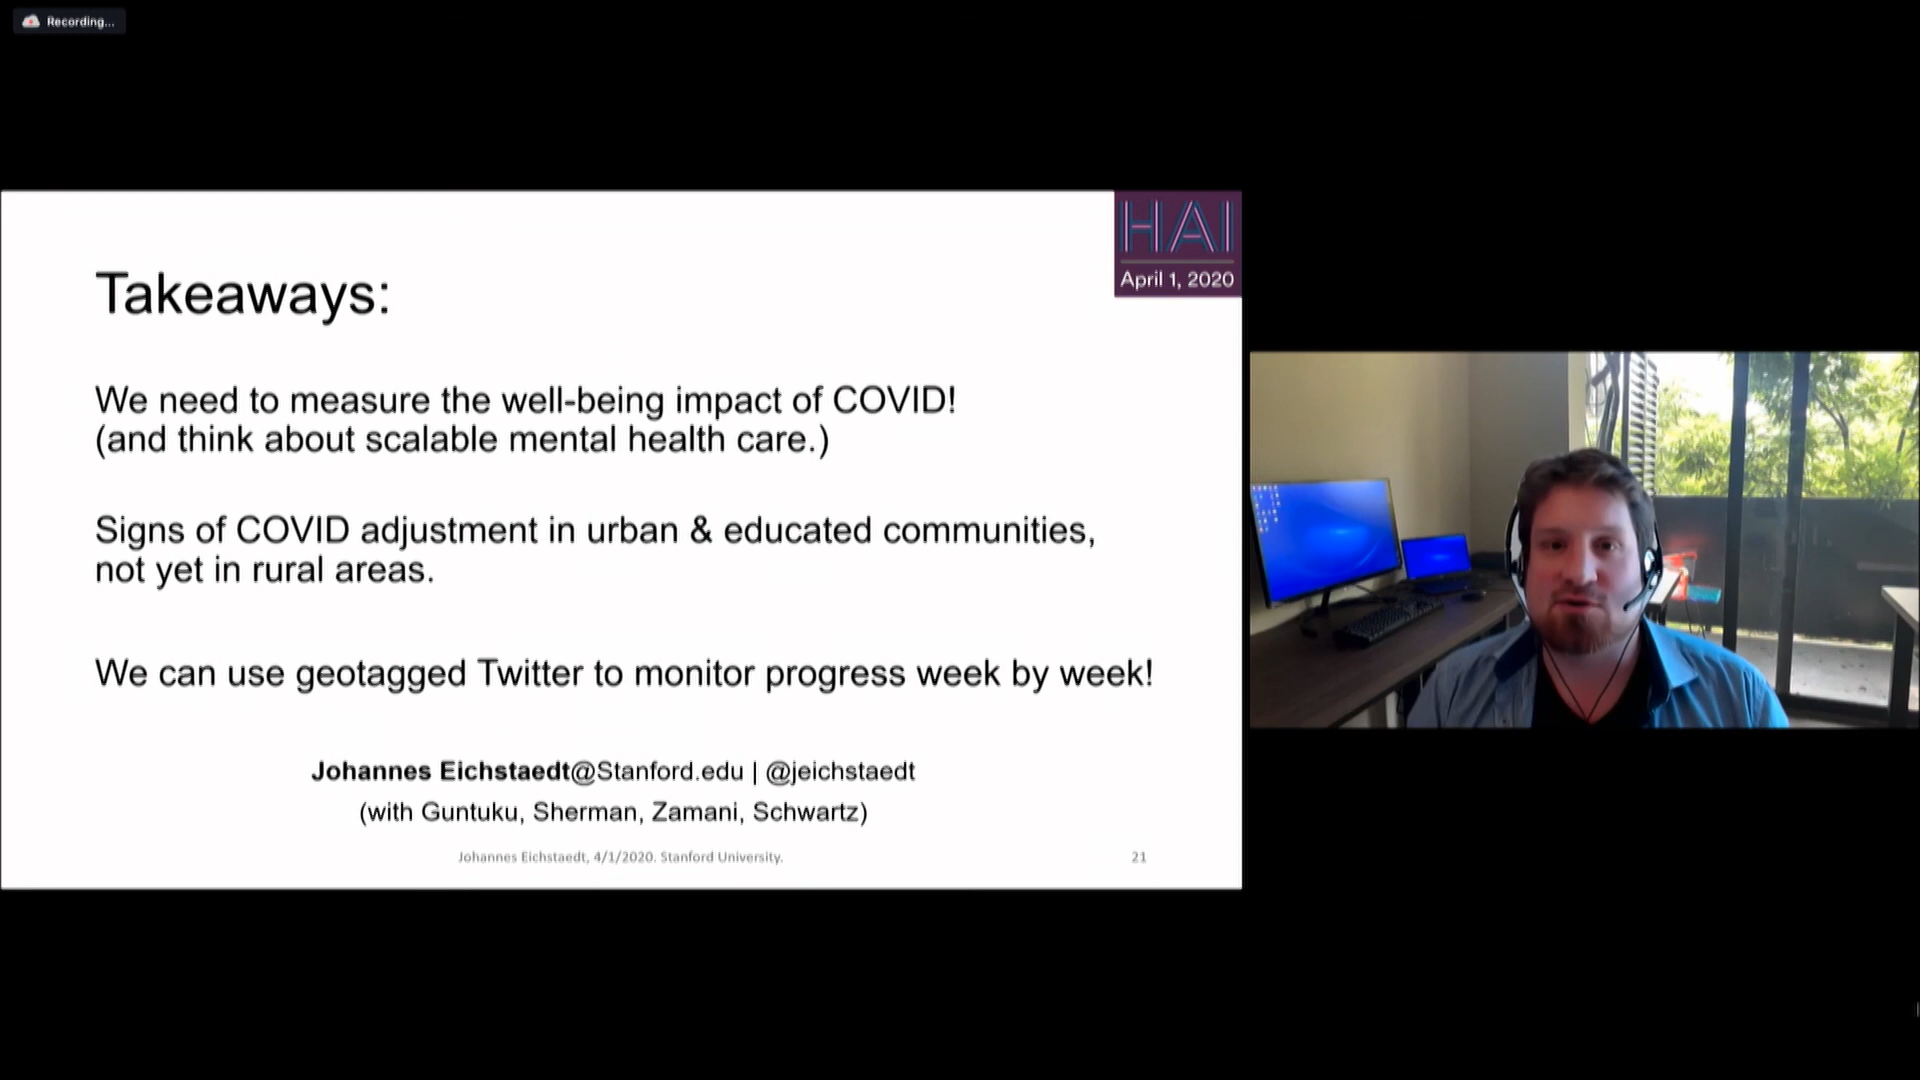 Recording...
HAI
April 1, 2020
Takeaways:
We need to measure the well-being impact of COVID!
(and think about scalable mental health care.)
Signs of COVID adjustment in urban & educated communities,
not yet in rural areas.
We can use geotagged Twitter to monitor progress week by week!
Johannes Eichstaedt@Stanford.edu | @jeichstaedt
(with Guntuku, Sherman, Zamani, Schwartz)
Johannes Eichstaedt, 4/1/2020. Stanford University.
21